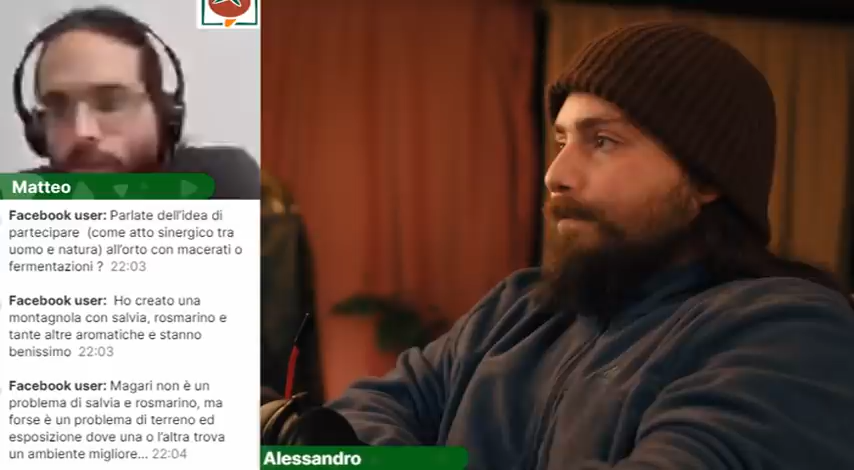 Matteo
Facebook user: Parlate dell'idea di
partecipare (come atto sinergico tra
uomo e natura) all'orto con macerati o
fermentazioni ? 22:03
Facebook user: Ho creato una
montagnola con salvia, rosmarino e
tante altre aromatiche e stanno
benissimo 22:03
Facebook user: Magari non è un
problema di salvia e rosmarino, ma
forse è un problema di terreno ed
esposizione dove una o l'altra trova
un ambiente migliore... 22:04
Alessandro